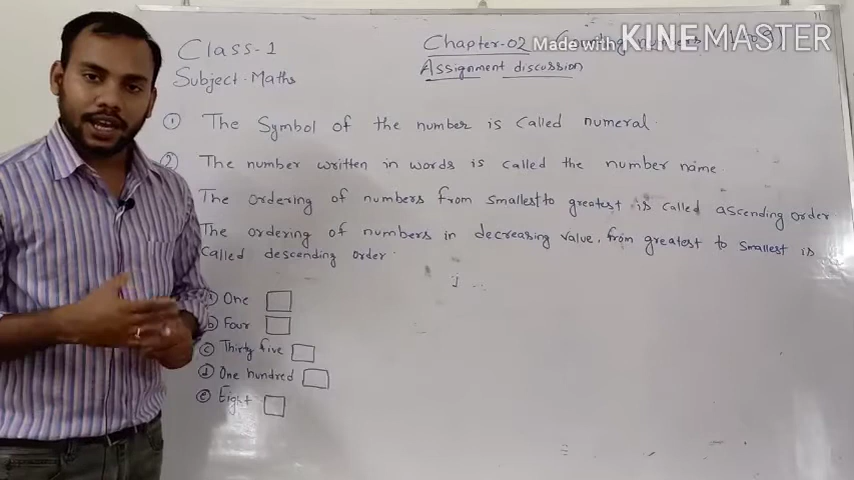 Class-1
Chapter-02 Counting numbers
Made with KINEMASTER
Subject-Maths
Assignment discussion
① The Symbol of the number is called numeral.
② The number written in words is called the number name
The ordering of numbers from smallest to greatest is called ascending order
The ordering of numbers in decreasing value, from greatest to smallest is
called descending order.
One
ⓑ Four
ⓒ Thirty five
ⓓ One hundred
ⓔ Eight